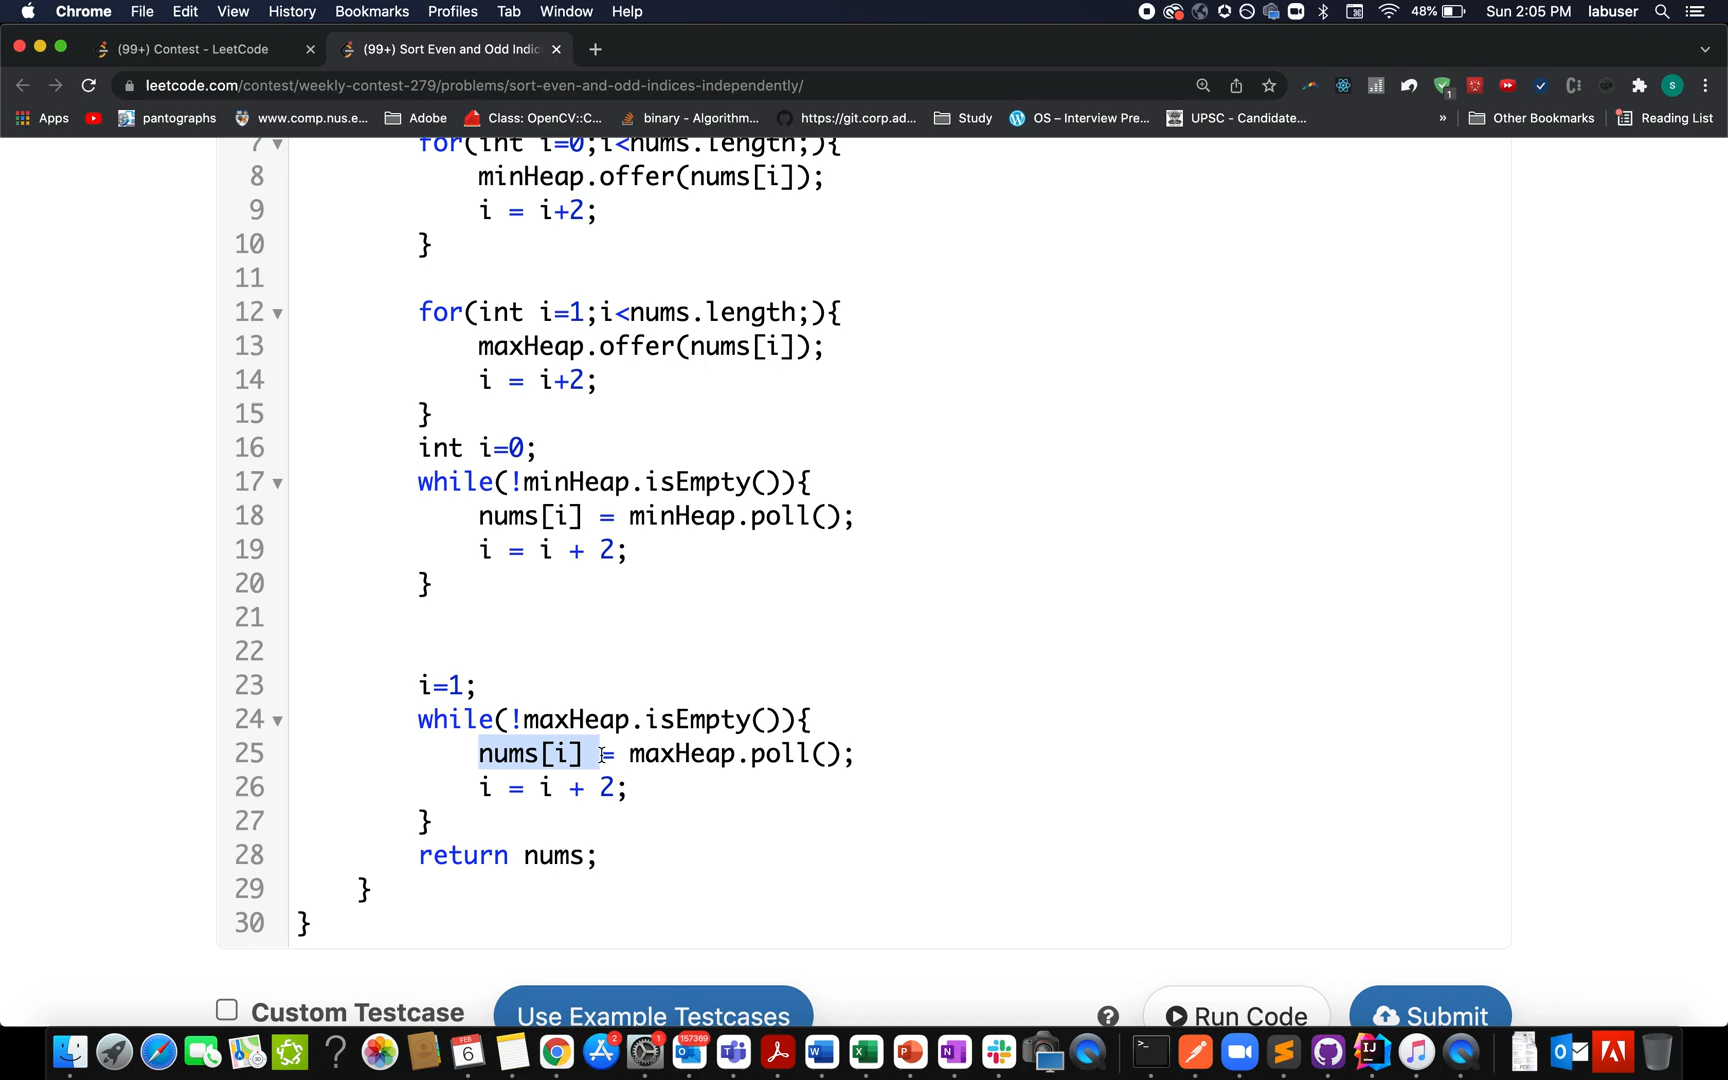 Chrome File Edit View History Bookmarks Profiles Tab Window Help 48% Sun 2:05 PM labuser
(99+) Contest - LeetCode (99+) Sort Even and Odd Indic
leetcode.com/contest/weekly-contest-279/problems/sort-even-and-odd-indices-independently/
Apps pantographs www.comp.nus.e... Adobe Class: OpenCV::C... binary - Algorithm... https://git.corp.ad... Study OS – Interview Pre... UPSC - Candidate... » Other Bookmarks Reading List
7 for(int i=0;i<nums.length;){
8 minHeap.offer(nums[i]);
9 i = i+2;
10 }
11
12 for(int i=1;i<nums.length;){
13 maxHeap.offer(nums[i]);
14 i = i+2;
15 }
16 int i=0;
17 while(!minHeap.isEmpty()){
18 nums[i] = minHeap.poll();
19 i = i + 2;
20 }
21
22
23 i=1;
24 while(!maxHeap.isEmpty()){
25 nums[i] = maxHeap.poll();
26 i = i + 2;
27 }
28 return nums;
29 }
30 }
Custom Testcase Use Example Testcases ? Run Code Submit